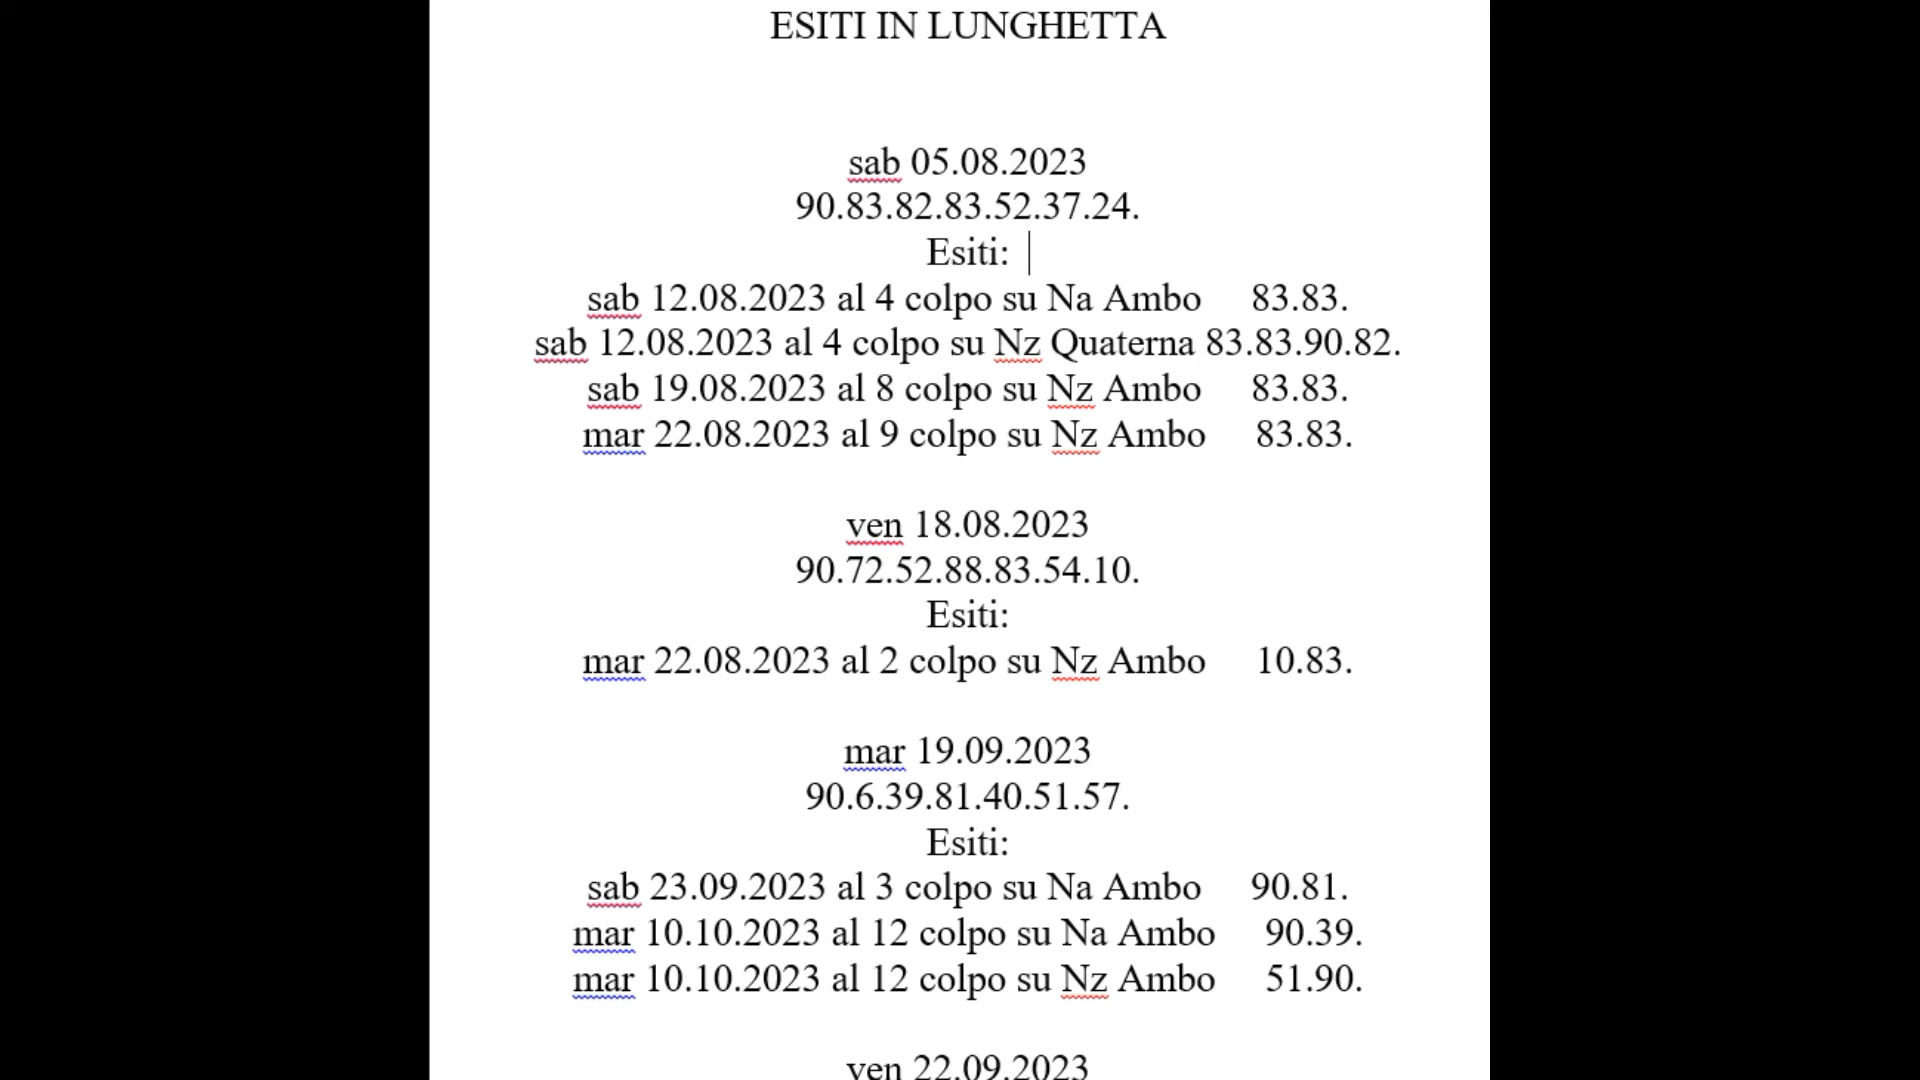 ESITI IN LUNGHETTA
sab 05.08.2023
90.83.82.83.52.37.24.
Esiti:
sab 12.08.2023 al 4 colpo su Na Ambo 83.83.
sab 12.08.2023 al 4 colpo su Nz Quaterna 83.83.90.82.
sab 19.08.2023 al 8 colpo su Nz Ambo 83.83.
mar 22.08.2023 al 9 colpo su Nz Ambo 83.83.
ven 18.08.2023
90.72.52.88.83.54.10.
Esiti:
mar 22.08.2023 al 2 colpo su Nz Ambo 10.83.
mar 19.09.2023
90.6.39.81.40.51.57.
Esiti:
sab 23.09.2023 al 3 colpo su Na Ambo 90.81.
mar 10.10.2023 al 12 colpo su Na Ambo 90.39.
mar 10.10.2023 al 12 colpo su Nz Ambo 51.90.
ven 22.09.2023